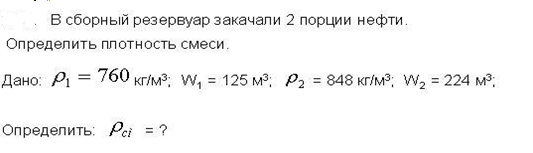 . В сборный резервуар закачали 2 порции нефти.
Определить плотность смеси.
Дано: ρ₁ = 760 кг/м³; W₁ = 125 м³; ρ₂ = 848 кг/м³; W₂ = 224 м³;
Определить: ρ_ci = ?